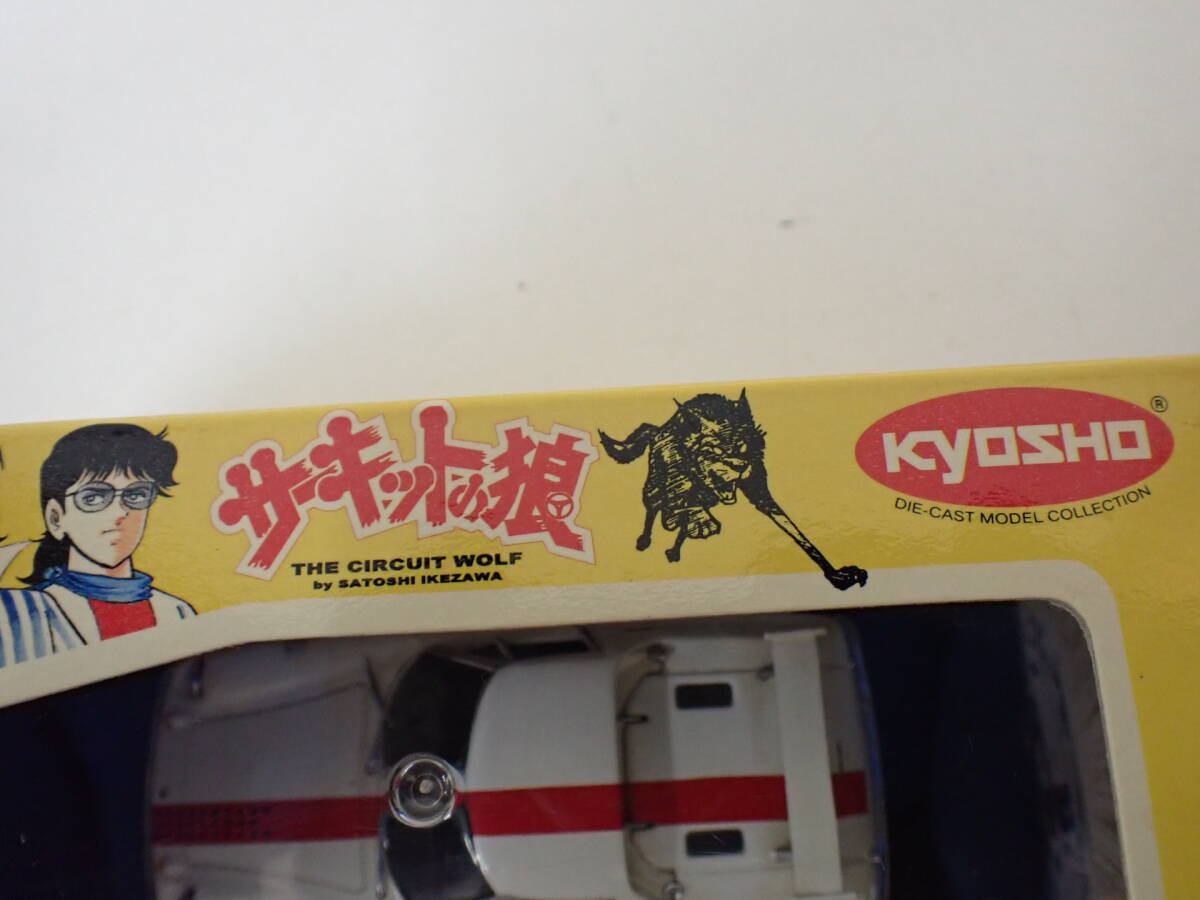 サーキットの狼
THE CIRCUIT WOLF
by SATOSHI IKEZAWA
KYOSHO ®
DIE-CAST MODEL COLLECTION